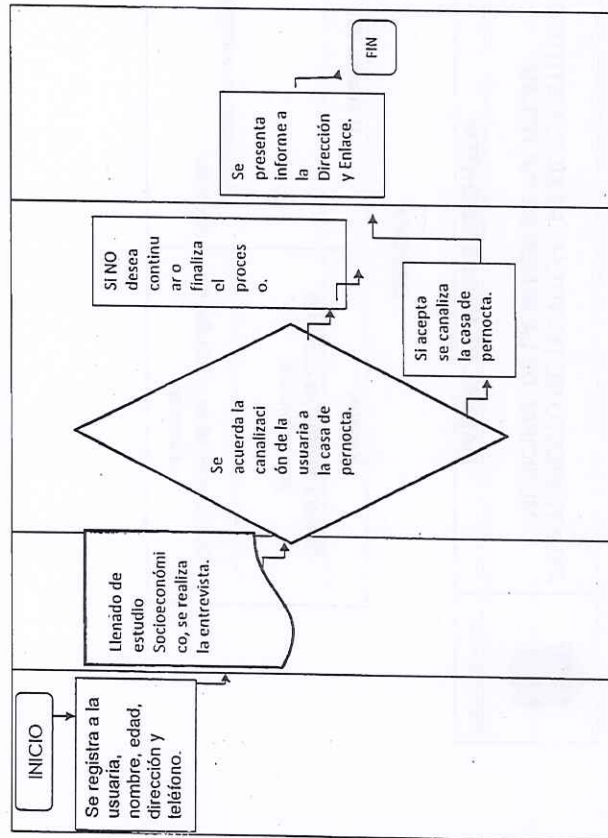 INICIO
Se registra a la
usuaria,
nombre, edad,
dirección y
teléfono.
Llenado de
estudio
Socioeconómi
co, se realiza
la entrevista.
Se
acuerda la
canalizaci
ón de la
usuaria a
la casa de
pernocta.
Si NO
desea
continu
ar o
finaliza
el
proces
o.
Si acepta
se canaliza
la casa de
pernocta.
Se
presenta
informe a
la
Dirección
y Enlace.
FIN